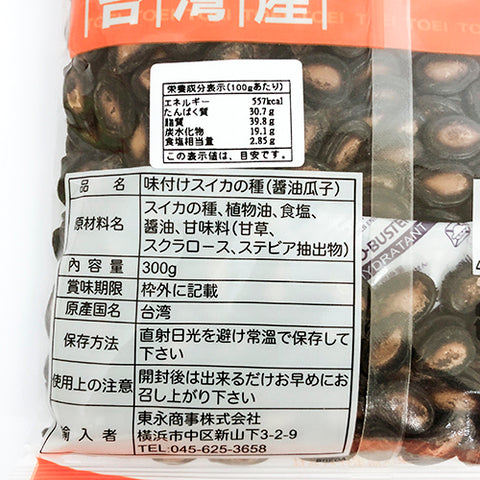 台湾産
TOEI TOEI
栄養成分表示(100gあたり)
エネルギー 557kcal
たんぱく質 30.7g
脂質 39.8g
炭水化物 19.1g
食塩相当量 2.85g
この表示値は、目安です。
品名 味付けスイカの種(醤油瓜子)
原材料名 スイカの種、植物油、食塩、
醤油、甘味料(甘草、
スクラロース、ステビア抽出物)
内容量 300g
賞味期限 枠外に記載
原産国名 台湾
保存方法 直射日光を避け常温で保存して
下さい
使用上の注意 開封後は出来るだけお早めにお
召し上がり下さい
輸入者 東永商事株式会社
横浜市中区新山下3-2-9
TEL:045-625-3658